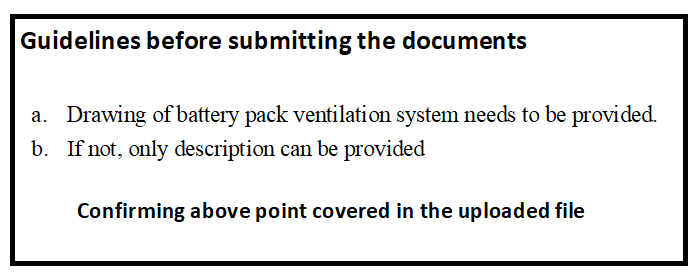 Guidelines before submitting the documents
a. Drawing of battery pack ventilation system needs to be provided.
b. If not, only description can be provided
Confirming above point covered in the uploaded file